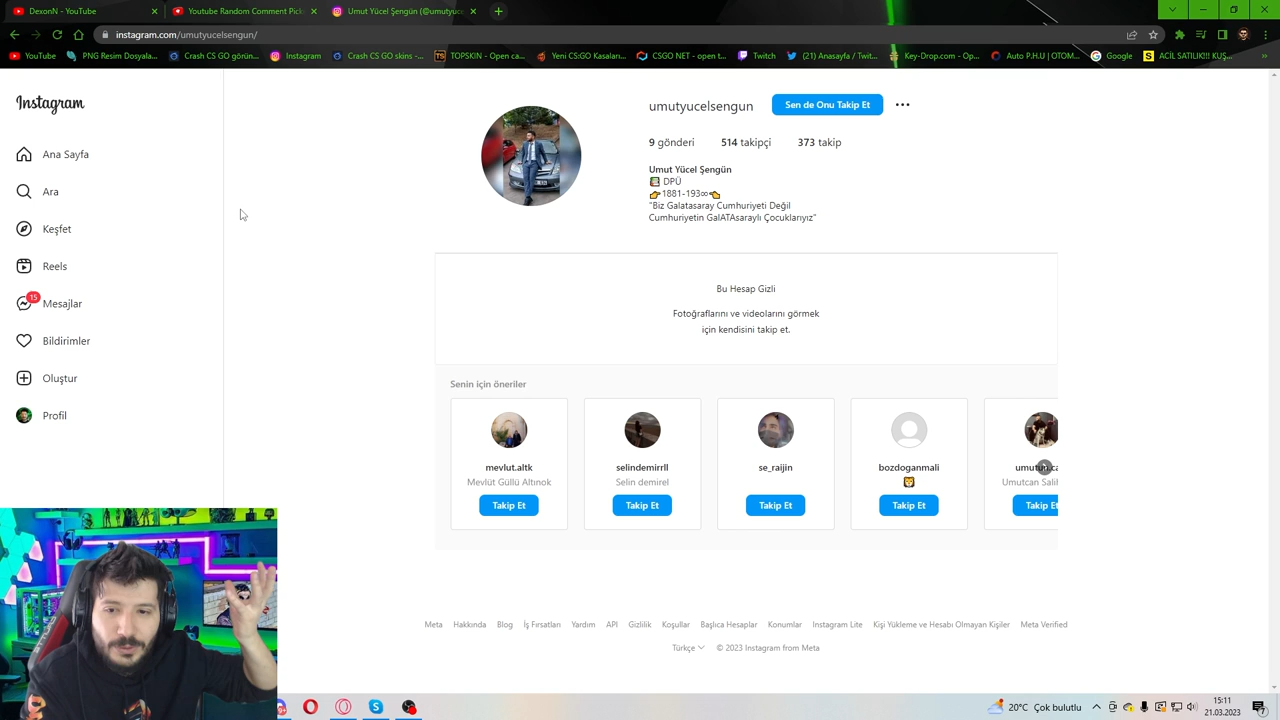 DexonN - YouTube
Youtube Random Comment Pick
Umut Yücel Şengün (@umutyuce
instagram.com/umutyucelsengun/
YouTube
PNG Resim Dosyala...
Crash CS GO görün...
Instagram
Crash CS GO skins -...
TOPSKIN - Open ca...
Yeni CS:GO Kasaları...
CSGO NET - open t...
Twitch
(21) Anasayfa / Twit...
Key-Drop.com - Op...
Auto P.H.U | OTOM...
Google
ACİL SATILIK!!! KUŞ...
Instagram
Ana Sayfa
Ara
Keşfet
Reels
15
Mesajlar
Bildirimler
Oluştur
Profil
umutyucelsengun
Sen de Onu Takip Et
9 gönderi 514 takipçi 373 takip
Umut Yücel Şengün
DPÜ
1881-193∞
"Biz Galatasaray Cumhuriyeti Değil
Cumhuriyetin GalATAsaraylı Çocuklarıyız"
Bu Hesap Gizli
Fotoğraflarını ve videolarını görmek
için kendisini takip et.
Senin için öneriler
mevlut.altk
Mevlüt Güllü Altınok
Takip Et
selindemirrll
Selin demirel
Takip Et
se_raijin
Takip Et
bozdoganmali
Takip Et
Umutcan Salih
Takip Et
Meta Hakkında Blog İş Fırsatları Yardım API Gizlilik Koşullar Başlıca Hesaplar Konumlar Instagram Lite Kişi Yükleme ve Hesabı Olmayan Kişiler Meta Verified
Türkçe © 2023 Instagram from Meta
20°C Çok bulutlu
15:11
21.03.2023